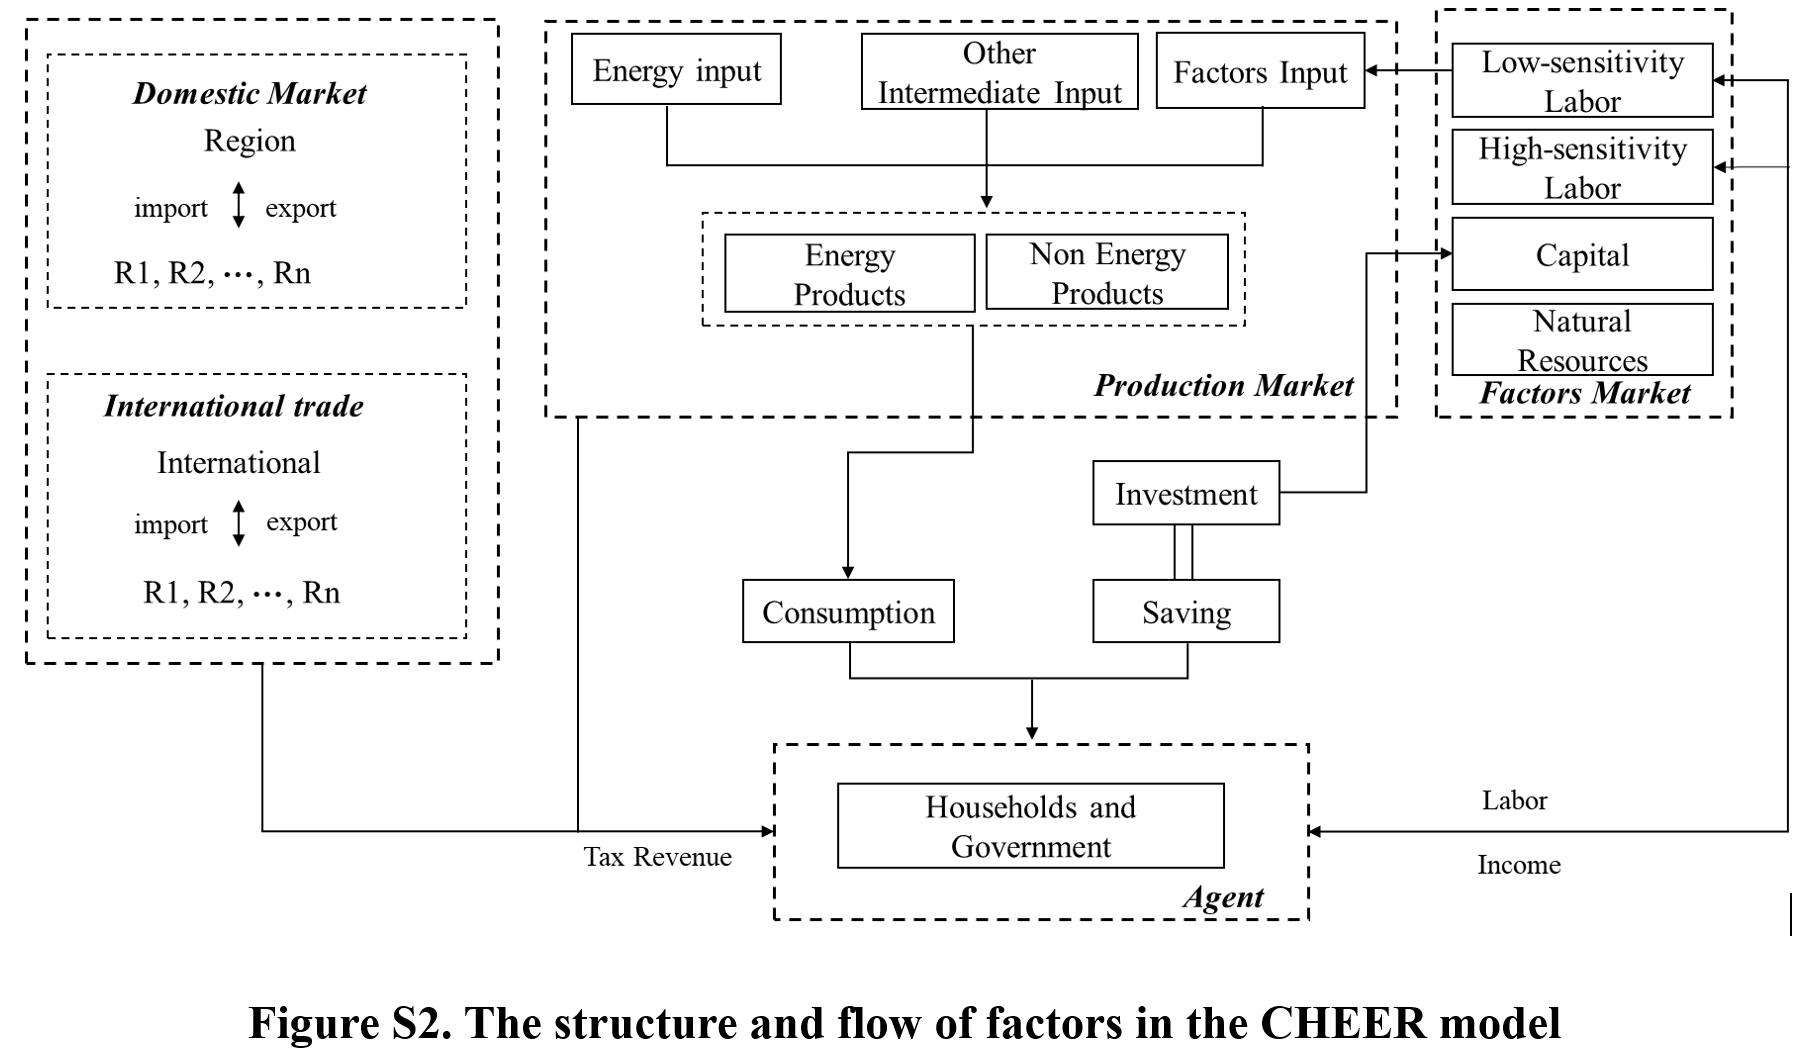 Domestic Market
Region
import export
R1, R2, ···, Rn
International trade
International
import export
R1, R2, ···, Rn
Energy input
Other
Intermediate Input
Factors Input
Energy
Products
Non Energy
Products
Production Market
Low-sensitivity
Labor
High-sensitivity
Labor
Capital
Natural
Resources
Factors Market
Investment
Consumption
Saving
Households and
Government
Agent
Tax Revenue
Labor
Income
Figure S2. The structure and flow of factors in the CHEER model